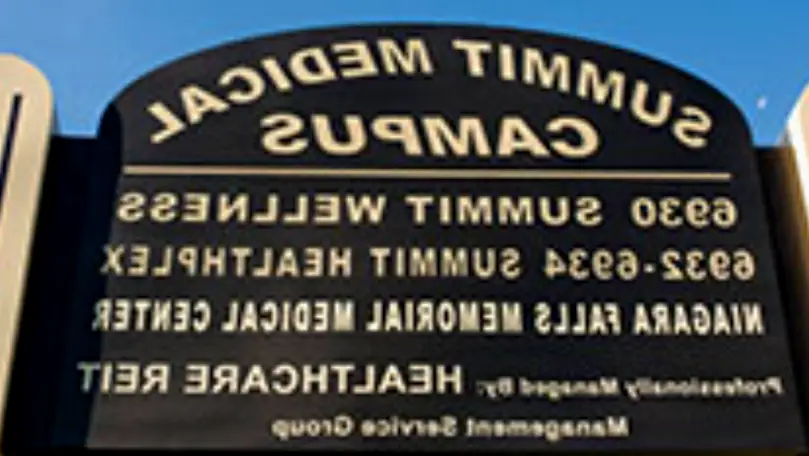 SUMMIT MEDICAL
CAMPUS
6930 SUMMIT WELLNESS
6932-6934 SUMMIT HEALTHPLEX
NIAGARA FALLS MEMORIAL MEDICAL CENTER
Professionally Managed By: HEALTHCARE REIT
Management Service Group